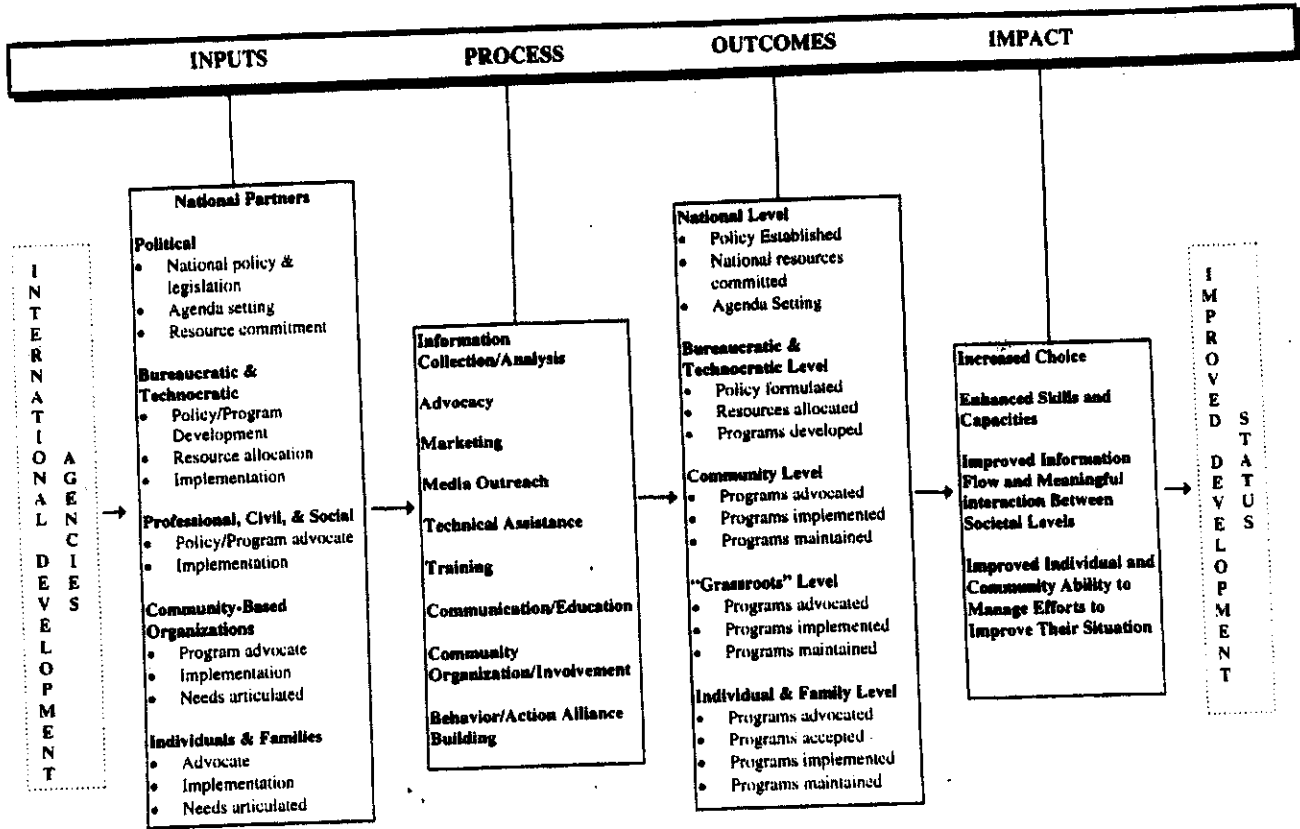 INPUTS
PROCESS
OUTCOMES
IMPACT
INTERNATIONAL DEVELOPMENT
AGENCIES
National Partners
Political
• National policy &
legislation
• Agenda setting
• Resource commitment
Bureaucratic &
Technocratic
• Policy/Program
Development
• Resource allocation
• Implementation
Professional, Civil, & Social
• Policy/Program advocate
• Implementation
Community-Based
Organizations
• Program advocate
• Implementation
• Needs articulated
Individuals & Families
• Advocate
• Implementation
• Needs articulated
Information
Collection/Analysis
Advocacy
Marketing
Media Outreach
Technical Assistance
Training
Communication/Education
Community
Organization/Involvement
Behavior/Action Alliance
Building
National Level
• Policy Established
• National resources
committed
• Agenda Setting
Bureaucratic &
Technocratic Level
• Policy formulated
• Resources allocated
• Programs developed
Community Level
• Programs advocated
• Programs implemented
• Programs maintained
"Grassroots" Level
• Programs advocated
• Programs implemented
• Programs maintained
Individual & Family Level
• Programs advocated
• Programs accepted
• Programs implemented
• Programs maintained
Increased Choice
Enhanced Skills and
Capacities
Improved Information
Flow and Meaningful
interaction Between
Societal Levels
Improved Individual and
Community Ability to
Manage Efforts to
Improve Their Situation
IMPROVED DEVELOPMENT
STATUS